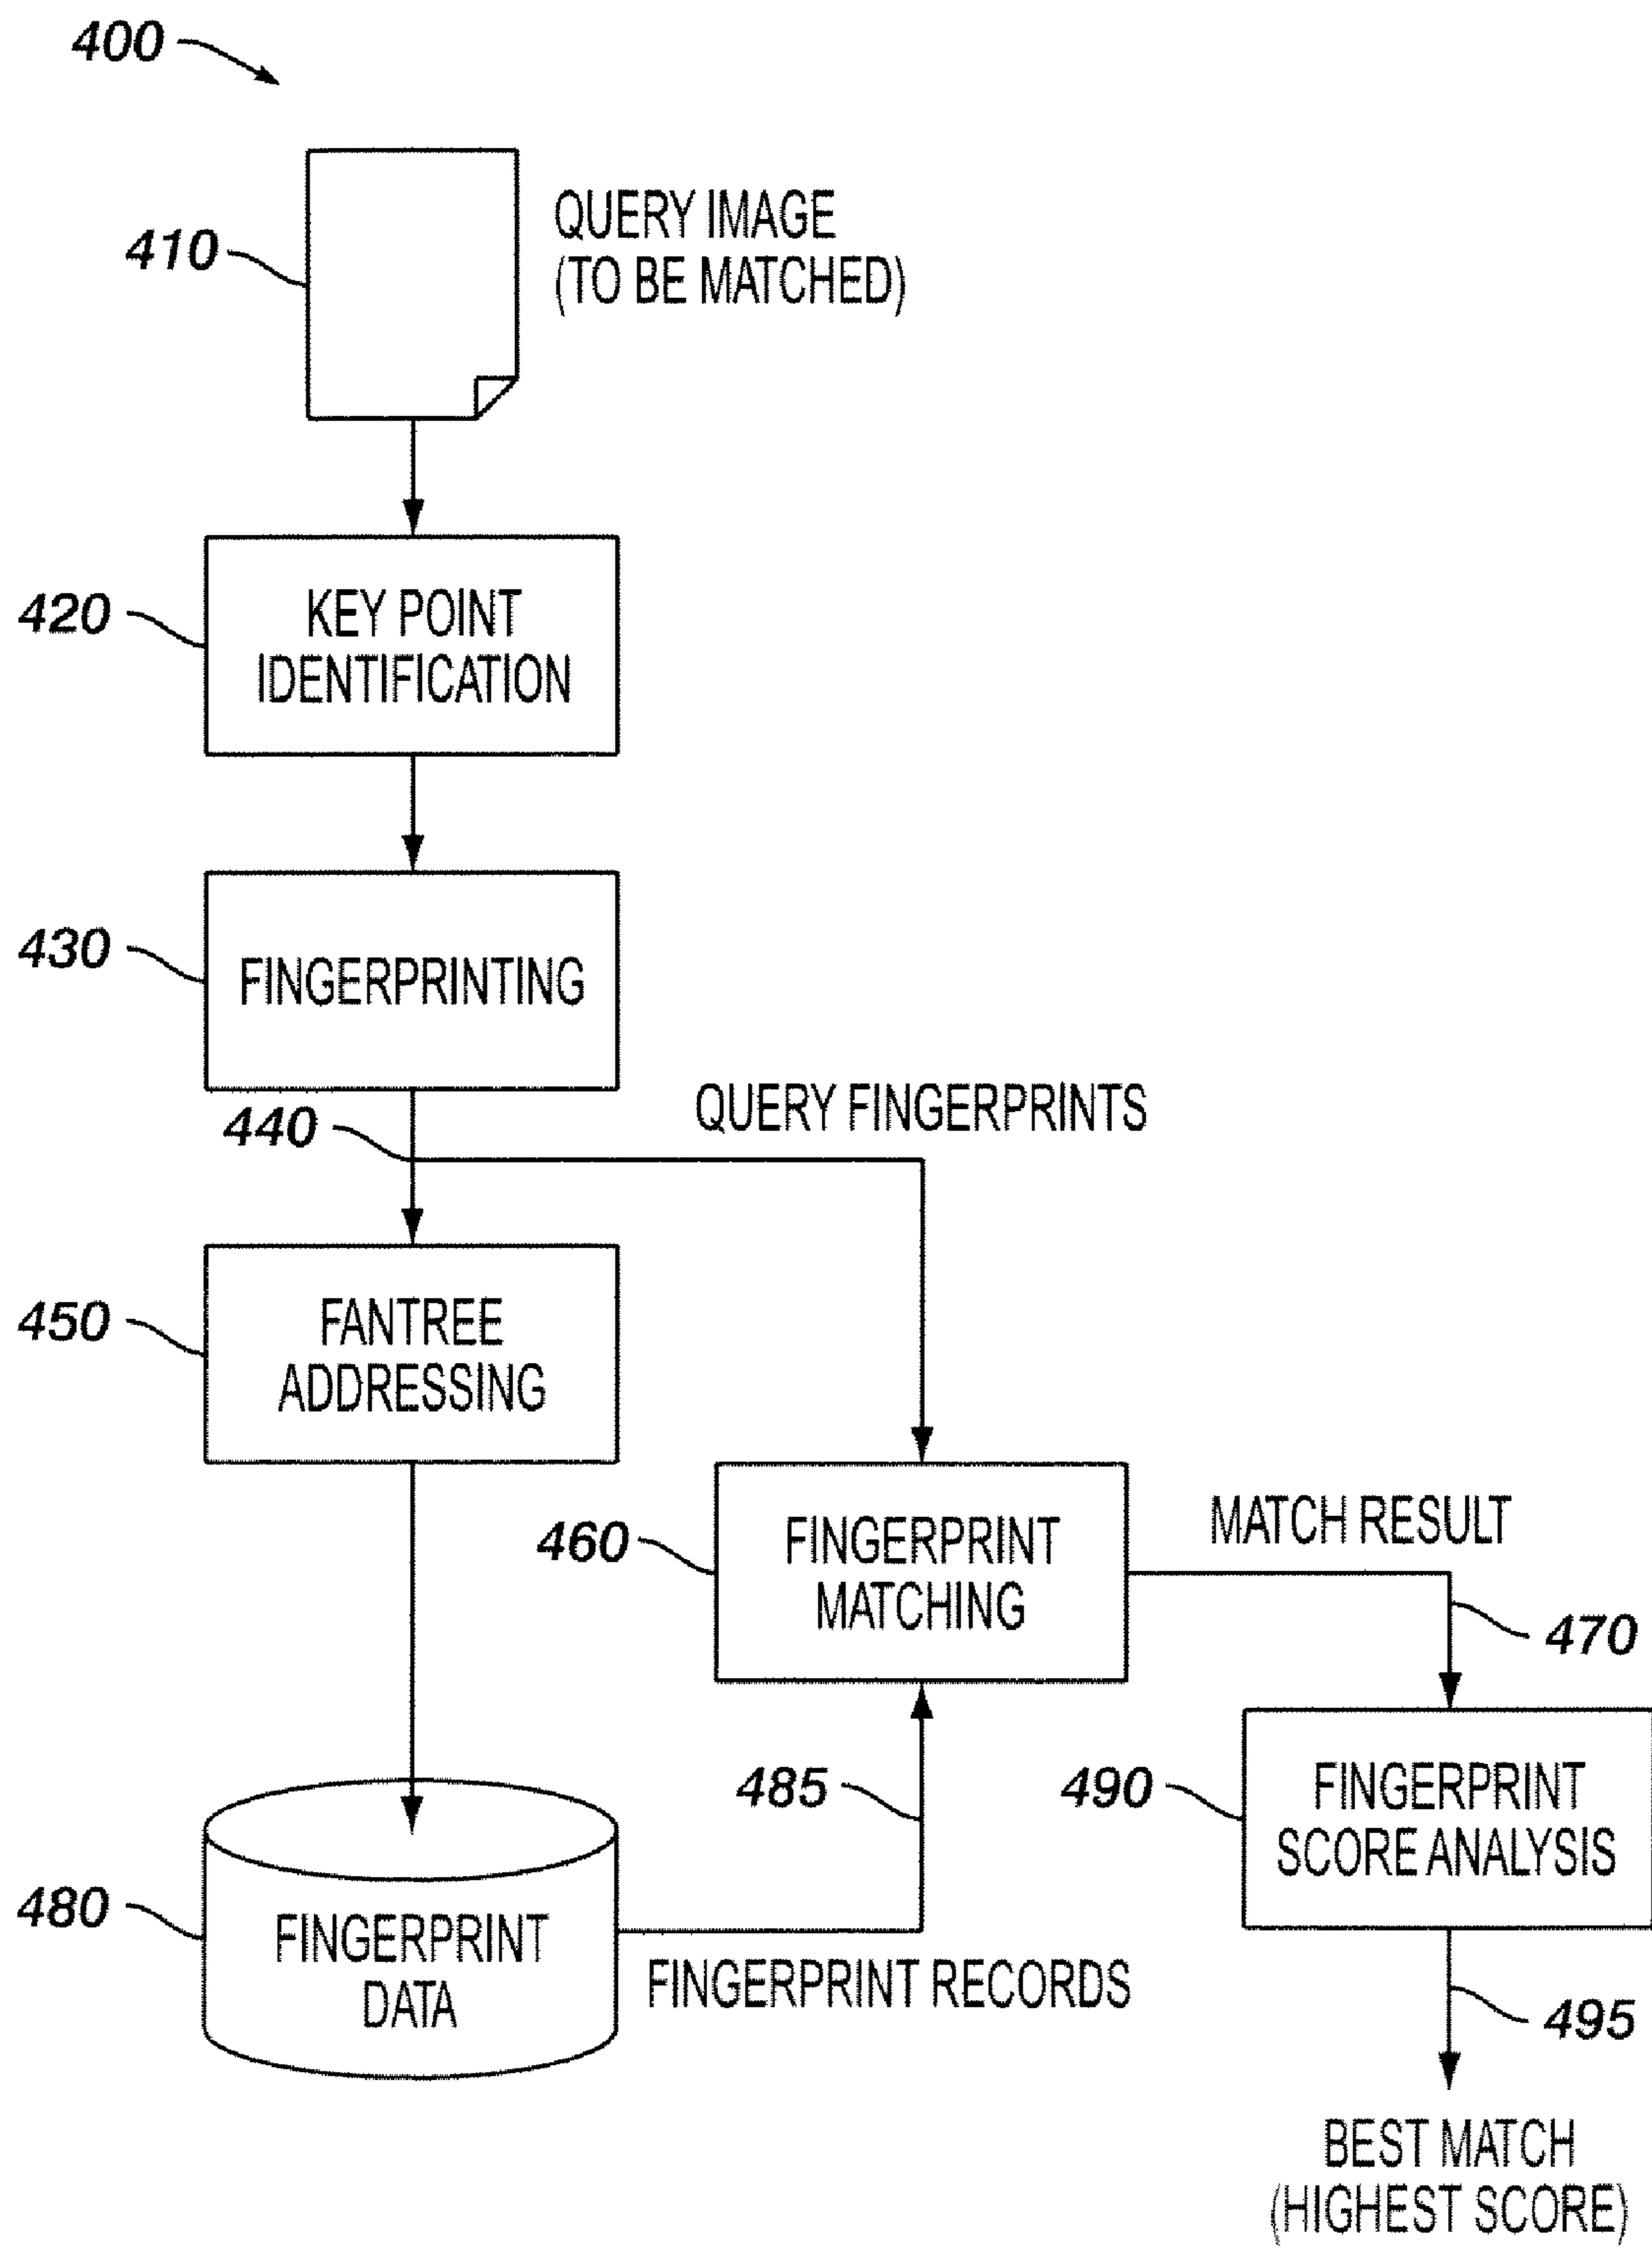 400
410
QUERY IMAGE
(TO BE MATCHED)
420
KEY POINT
IDENTIFICATION
430
FINGERPRINTING
440
QUERY FINGERPRINTS
450
FANTREE
ADDRESSING
460
FINGERPRINT
MATCHING
MATCH RESULT
470
480
FINGERPRINT
DATA
485
FINGERPRINT RECORDS
490
FINGERPRINT
SCORE ANALYSIS
495
BEST MATCH
(HIGHEST SCORE)